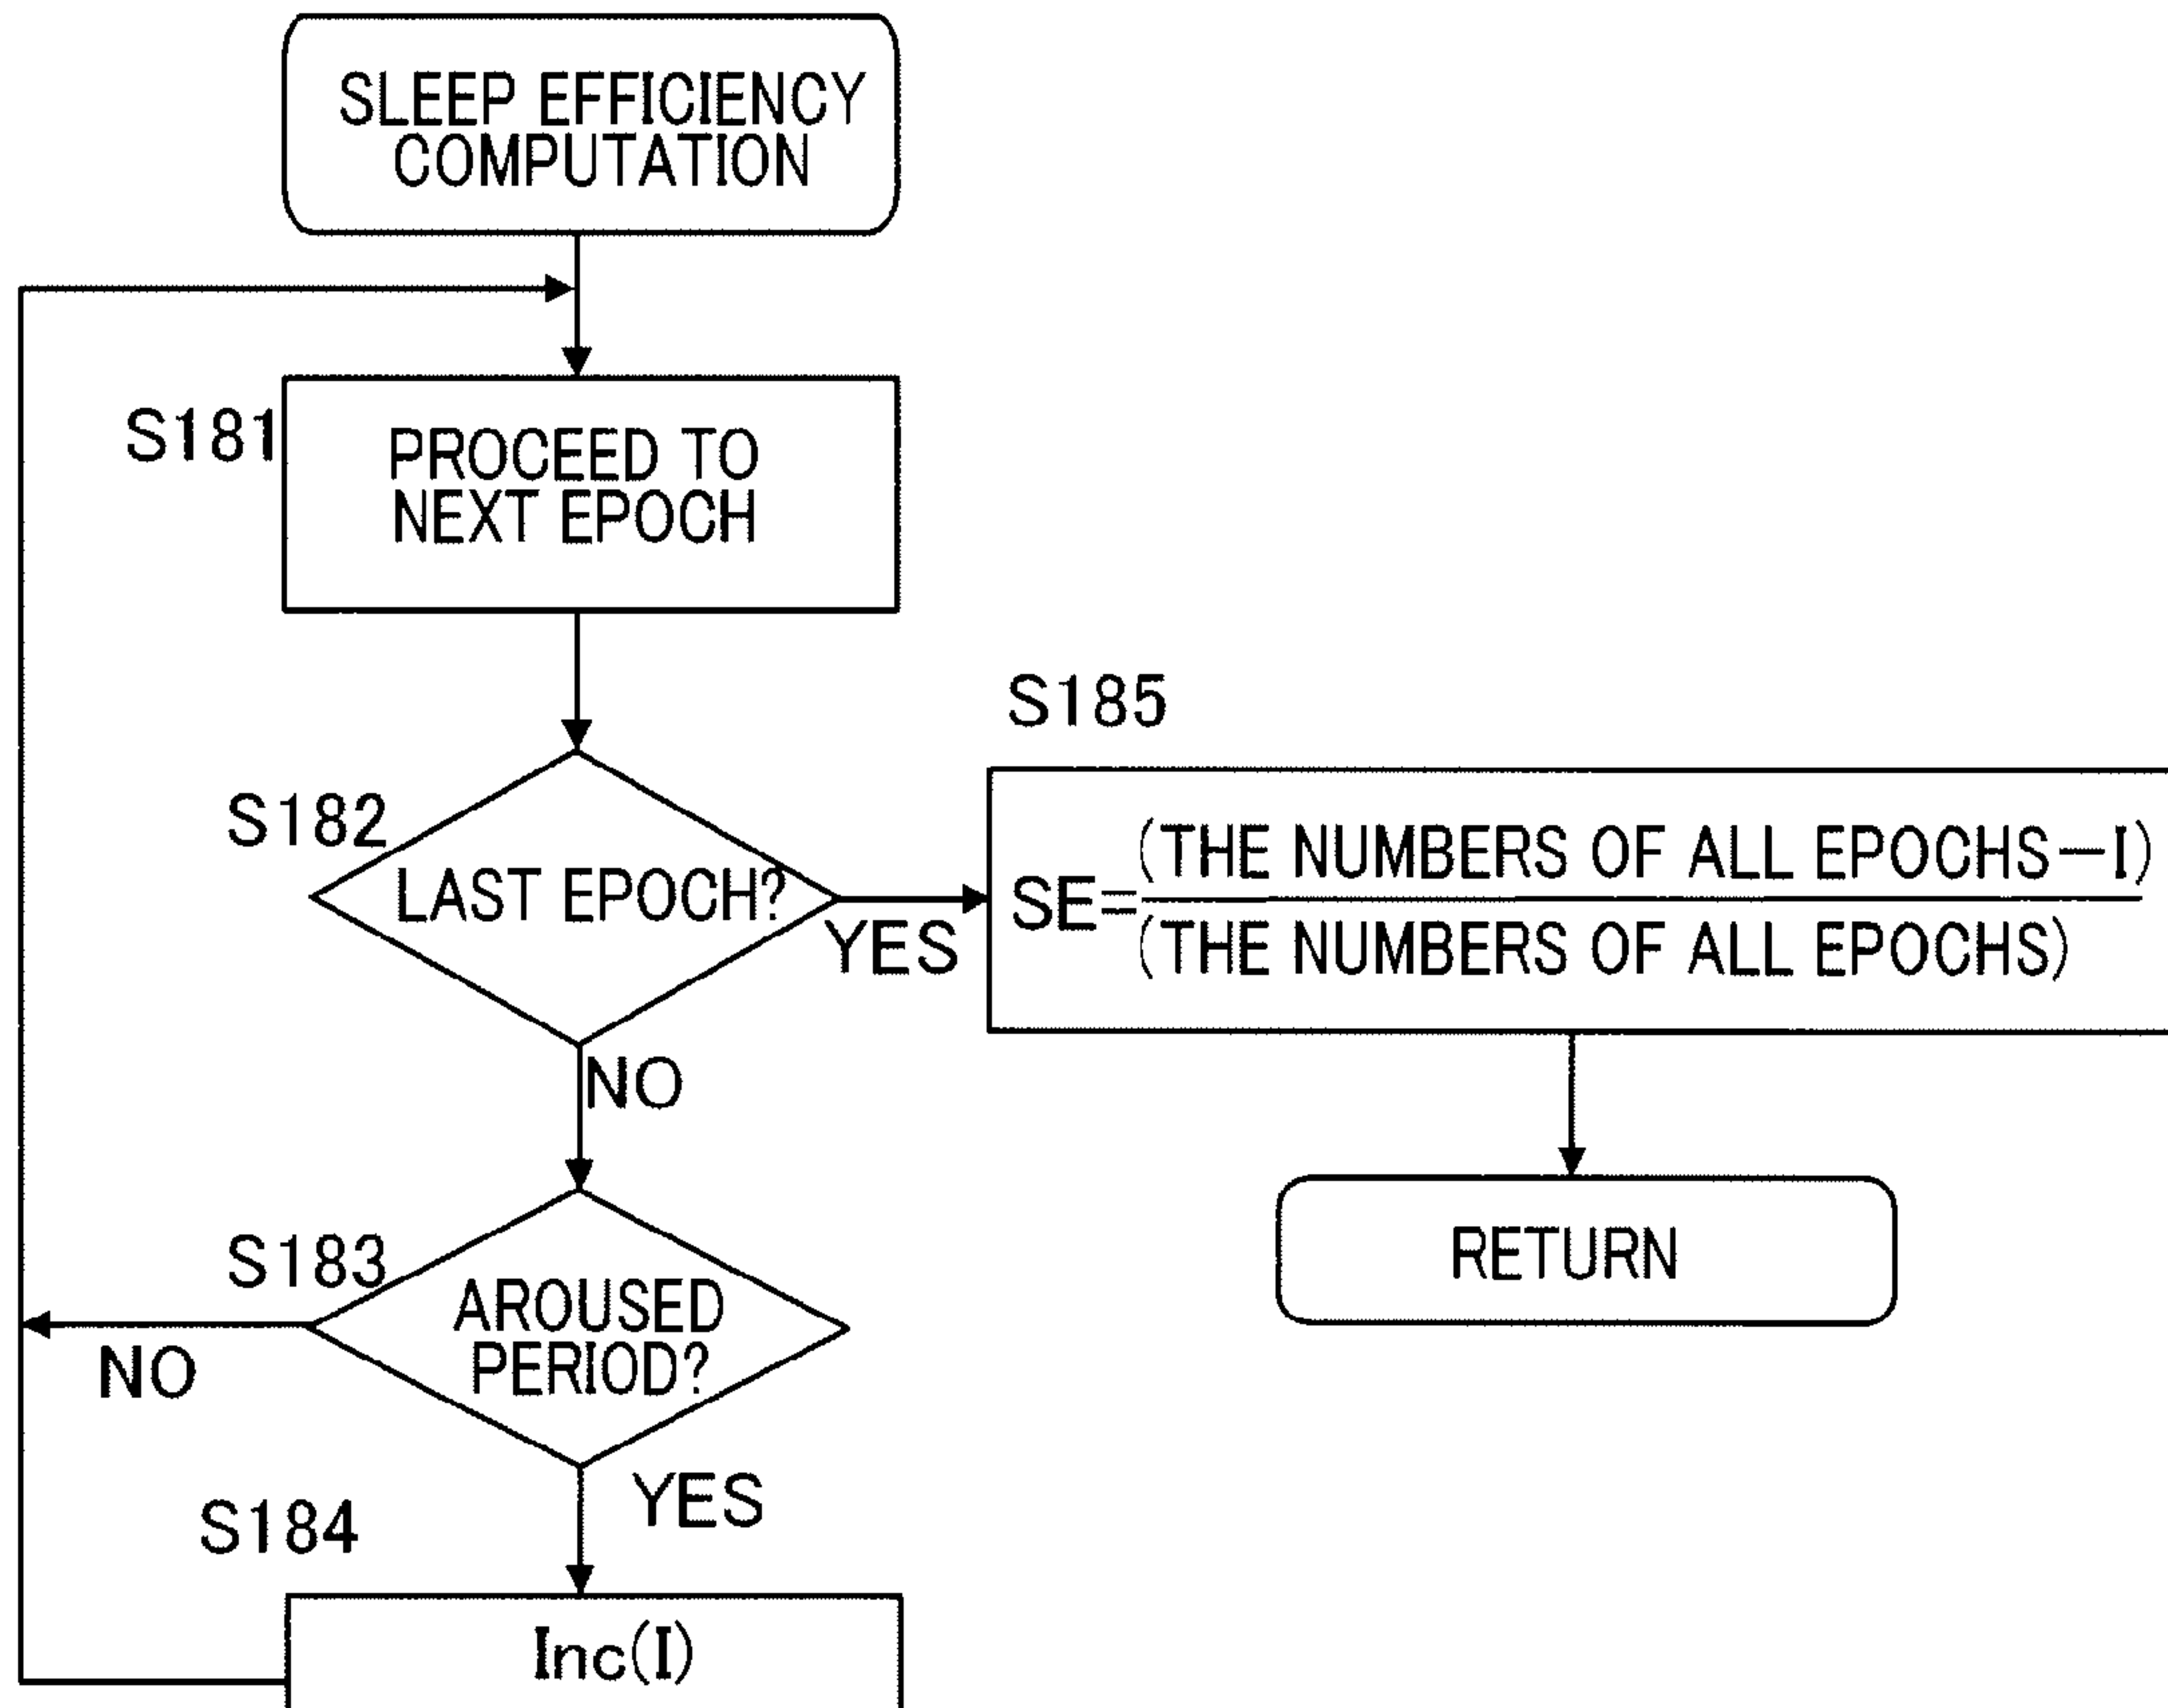 SLEEP EFFICIENCY
COMPUTATION
S181
PROCEED TO
NEXT EPOCH
S182
LAST EPOCH?
YES
NO
S185
SE=
(THE NUMBERS OF ALL EPOCHS－I)
(THE NUMBERS OF ALL EPOCHS)
RETURN
S183
AROUSED
PERIOD?
NO
YES
S184
Inc(I)